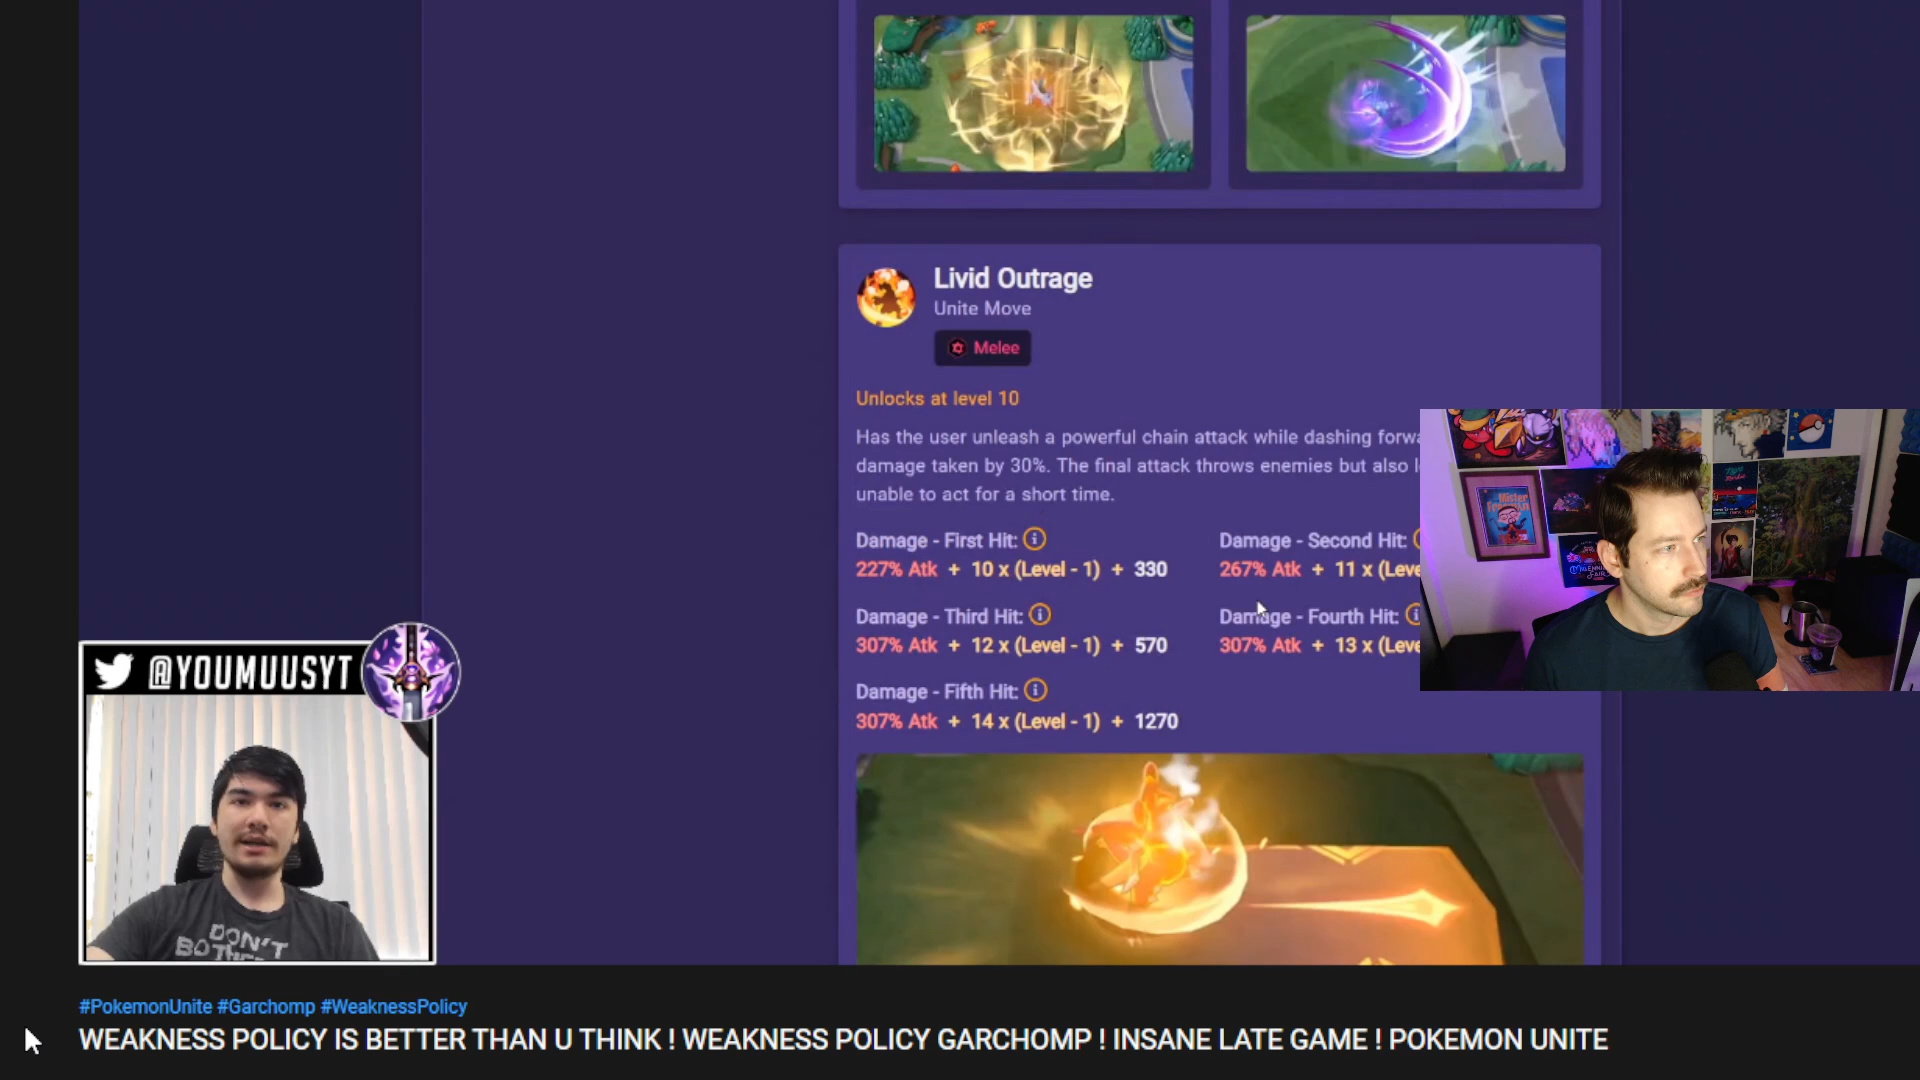 Livid Outrage
Unite Move
Melee
Unlocks at level 10
Has the user unleash a powerful chain attack while dashing
damage taken by 30%. The final attack throws enemies but also
unable to act for a short time.
Damage - First Hit:
227% Atk + 10 x (Level - 1) + 330
Damage - Second Hit:
267% Atk + 11 x
Damage - Third Hit:
307% Atk + 12 x (Level - 1) + 570
Damage - Fourth Hit:
307% Atk + 13 x
Damage - Fifth Hit:
307% Atk + 14 x (Level - 1) + 1270
@YOUMUUSYT
DON'T
#PokemonUnite #Garchomp #WeaknessPolicy
WEAKNESS POLICY IS BETTER THAN U THINK ! WEAKNESS POLICY GARCHOMP ! INSANE LATE GAME ! POKEMON UNITE